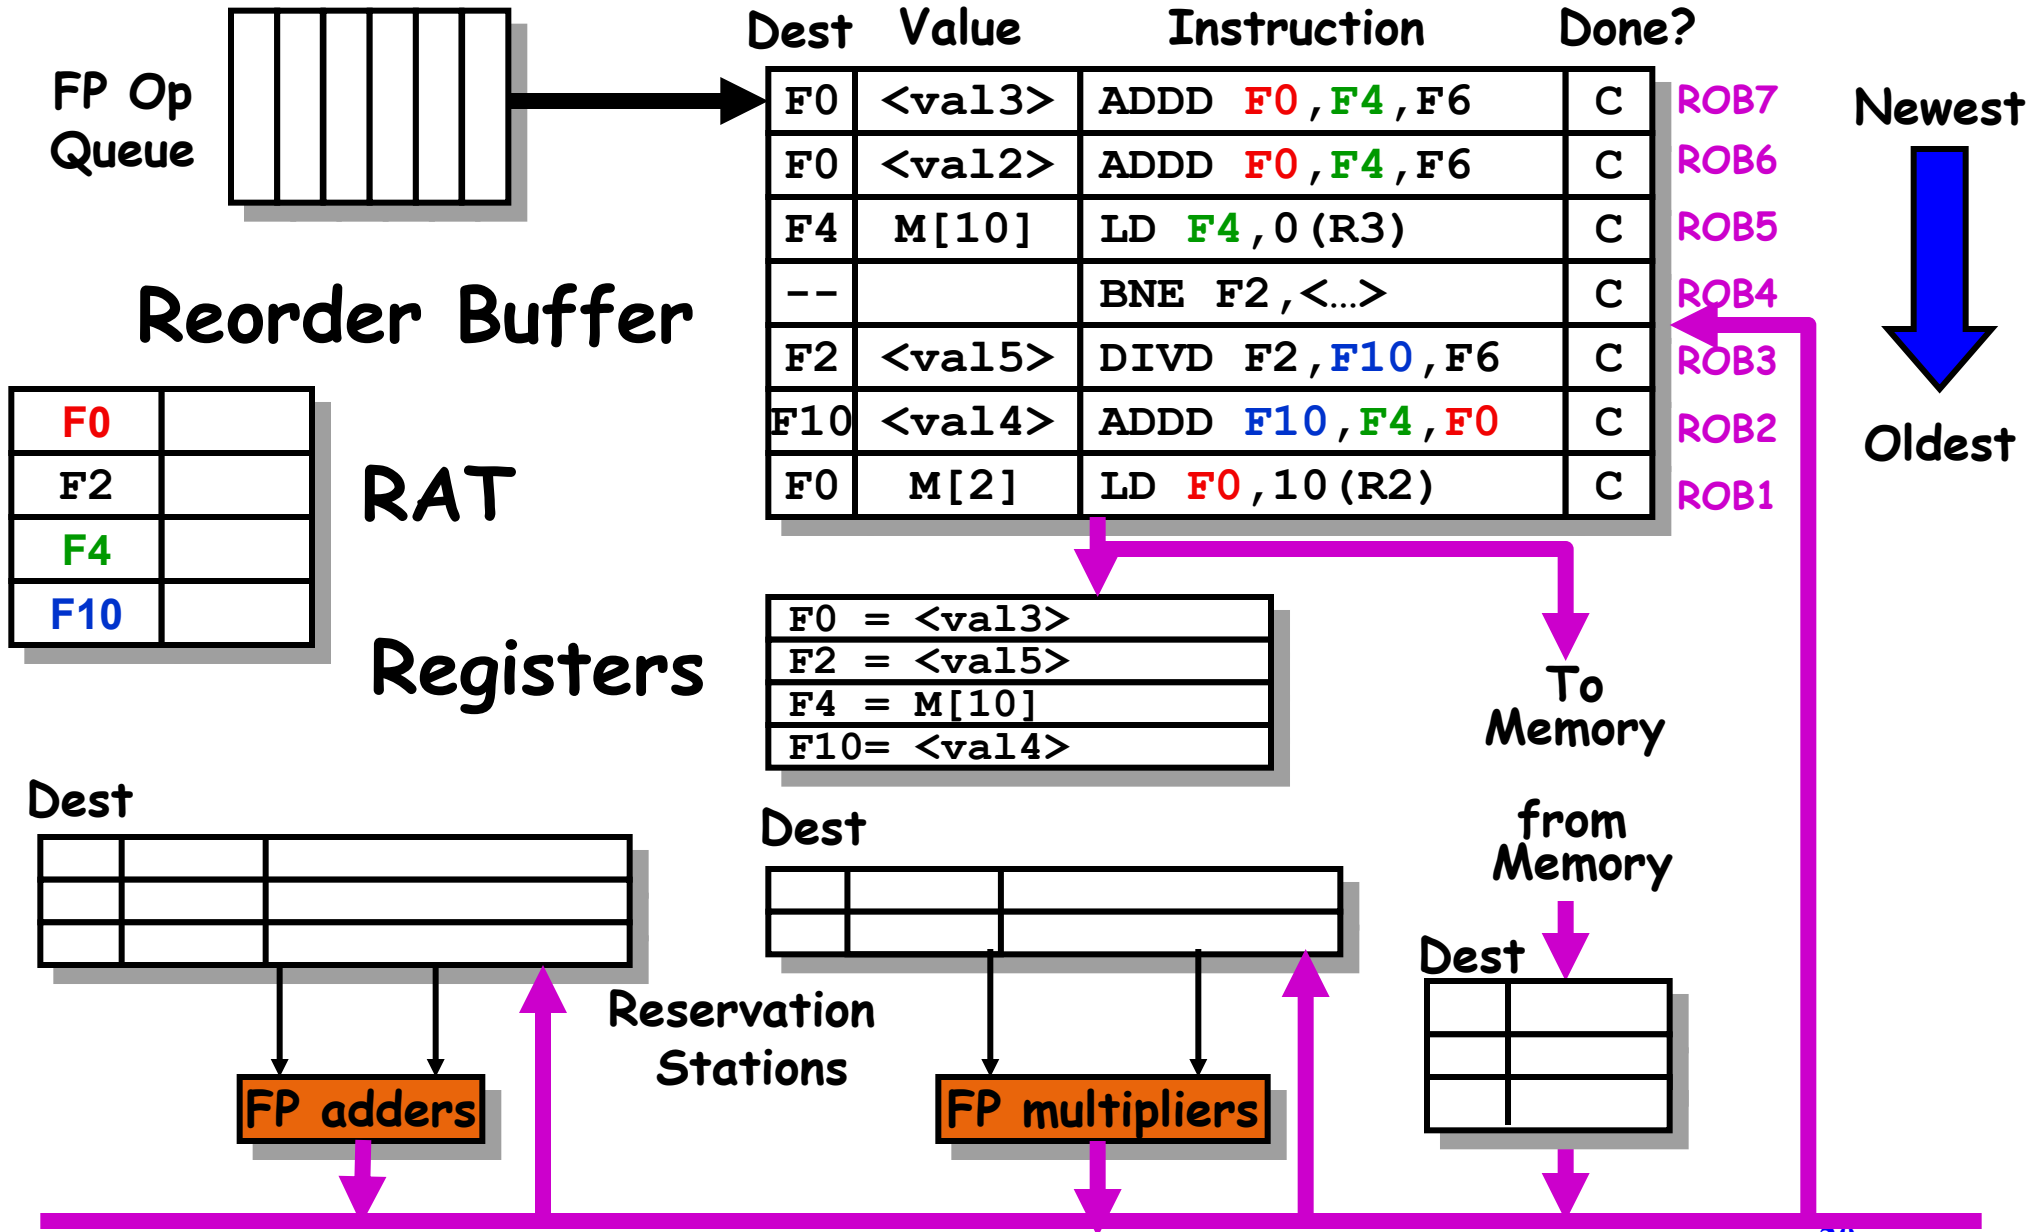 Dest Value Instruction Done?
FP Op
Queue
F0 <val3> ADDD F0,F4,F6 C ROB7
F0 <val2> ADDD F0,F4,F6 C ROB6
F4 M[10] LD F4,0(R3) C ROB5
-- BNE F2,<…> C ROB4
F2 <val5> DIVD F2,F10,F6 C ROB3
F10 <val4> ADDD F10,F4,F0 C ROB2
F0 M[2] LD F0,10(R2) C ROB1
Newest
Oldest
Reorder Buffer
F0
F2
F4
F10
RAT
Registers
F0 = <val3>
F2 = <val5>
F4 = M[10]
F10= <val4>
To
Memory
from
Memory
Dest
Dest
Dest
Reservation
Stations
FP adders
FP multipliers